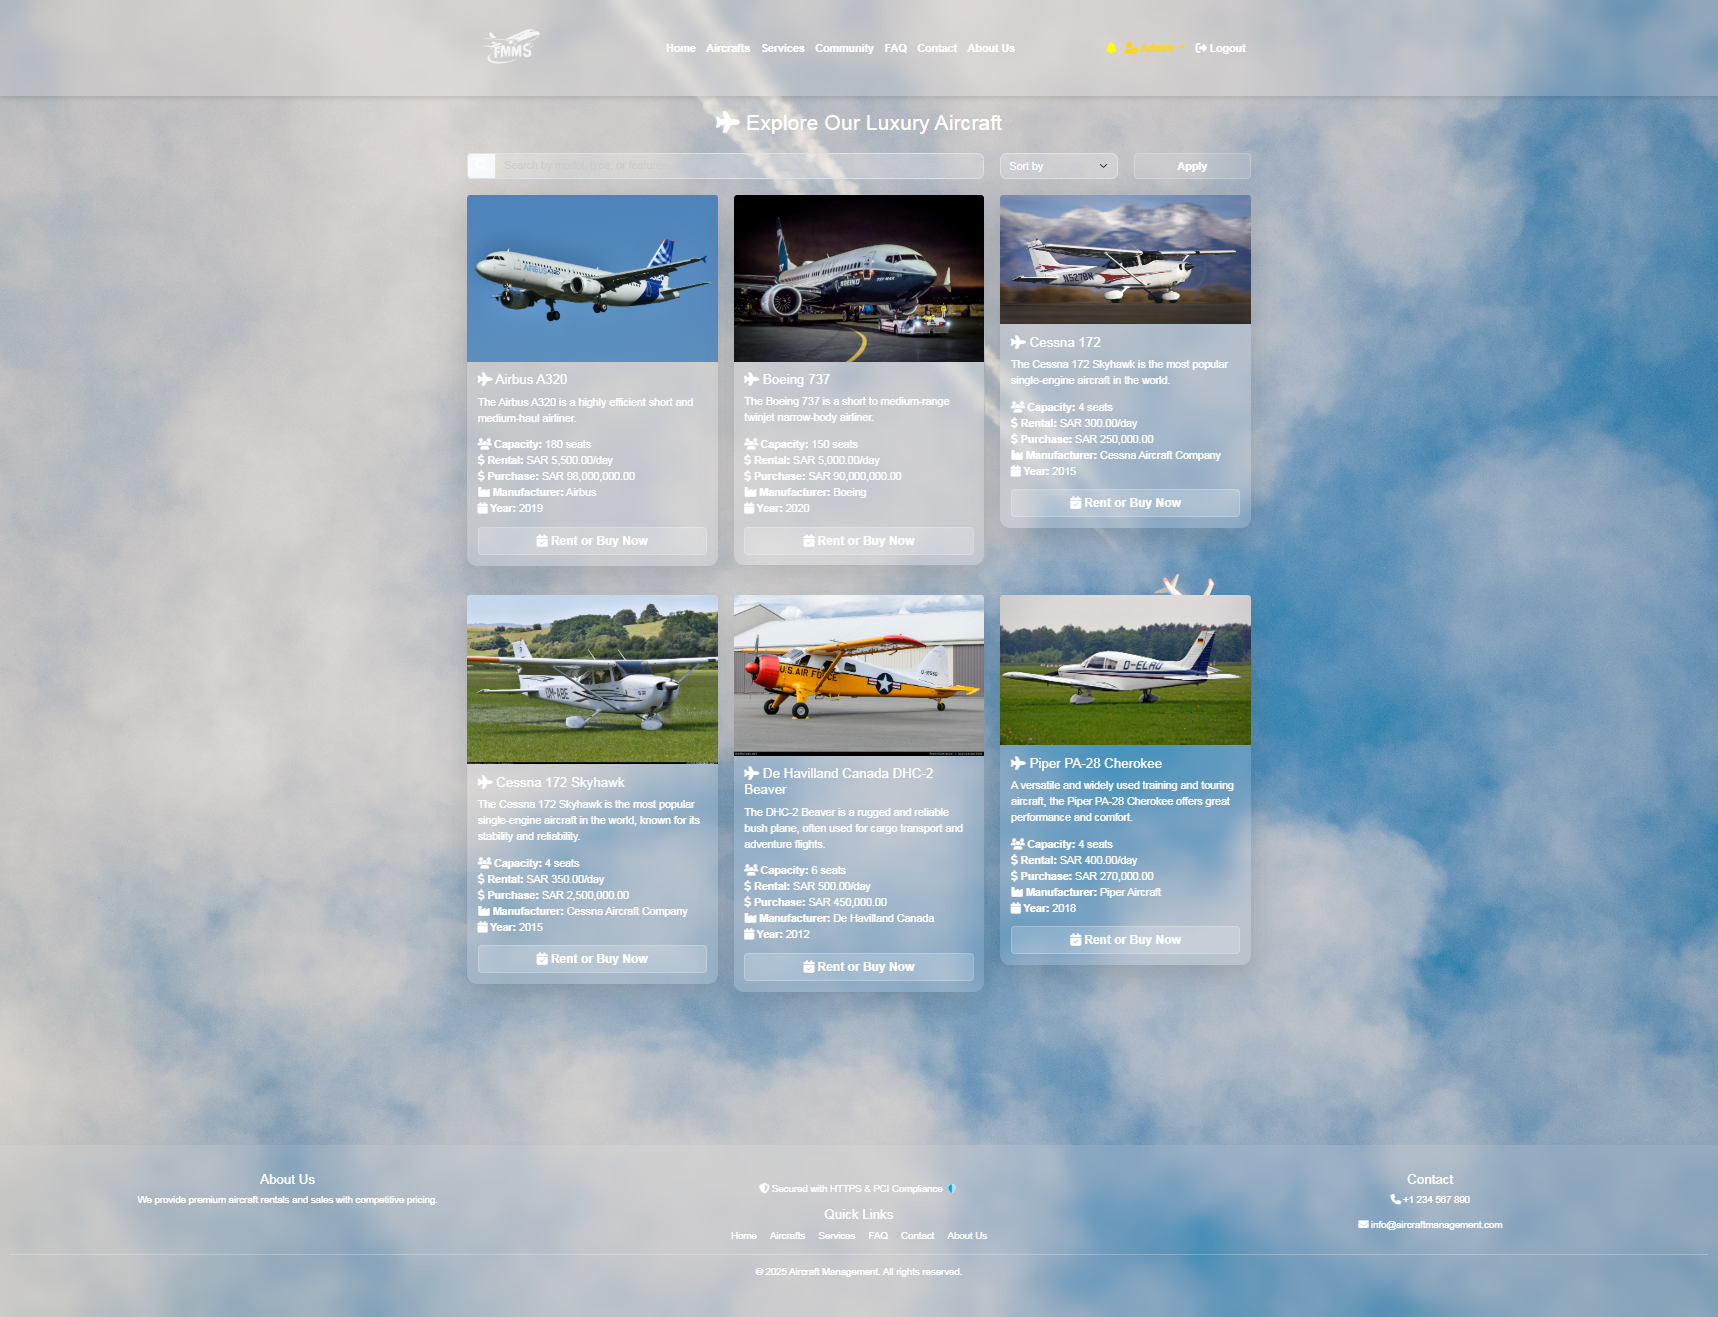 FMMS
Home Aircrafts Services Community FAQ Contact About Us
Admin Logout
Explore Our Luxury Aircraft
Search by model, type, or feature...
Sort by
Apply
AIRBUS A320
BOEING
737 MAX
N527BN
Airbus A320
The Airbus A320 is a highly efficient short and
medium-haul airliner.
Capacity: 180 seats
Rental: SAR 5,500.00/day
Purchase: SAR 98,000,000.00
Manufacturer: Airbus
Year: 2019
Rent or Buy Now
Boeing 737
The Boeing 737 is a short to medium-range
twinjet narrow-body airliner.
Capacity: 150 seats
Rental: SAR 5,000.00/day
Purchase: SAR 90,000,000.00
Manufacturer: Boeing
Year: 2020
Rent or Buy Now
Cessna 172
The Cessna 172 Skyhawk is the most popular
single-engine aircraft in the world.
Capacity: 4 seats
Rental: SAR 300.00/day
Purchase: SAR 250,000.00
Manufacturer: Cessna Aircraft Company
Year: 2015
Rent or Buy Now
OM-ABE
U.S. AIR FORCE
D-ELAU
Cessna 172 Skyhawk
The Cessna 172 Skyhawk is the most popular
single-engine aircraft in the world, known for its
stability and reliability.
Capacity: 4 seats
Rental: SAR 350.00/day
Purchase: SAR 2,500,000.00
Manufacturer: Cessna Aircraft Company
Year: 2015
Rent or Buy Now
De Havilland Canada DHC-2
Beaver
The DHC-2 Beaver is a rugged and reliable
bush plane, often used for cargo transport and
adventure flights.
Capacity: 6 seats
Rental: SAR 500.00/day
Purchase: SAR 450,000.00
Manufacturer: De Havilland Canada
Year: 2012
Rent or Buy Now
Piper PA-28 Cherokee
A versatile and widely used training and touring
aircraft, the Piper PA-28 Cherokee offers great
performance and comfort.
Capacity: 4 seats
Rental: SAR 400.00/day
Purchase: SAR 270,000.00
Manufacturer: Piper Aircraft
Year: 2018
Rent or Buy Now
About Us
We provide premium aircraft rentals and sales with competitive pricing.
Secured with HTTPS & PCI Compliance
Quick Links
Home Aircrafts Services FAQ Contact About Us
Contact
+1 234 567 890
info@aircraftmanagement.com
© 2025 Aircraft Management. All rights reserved.